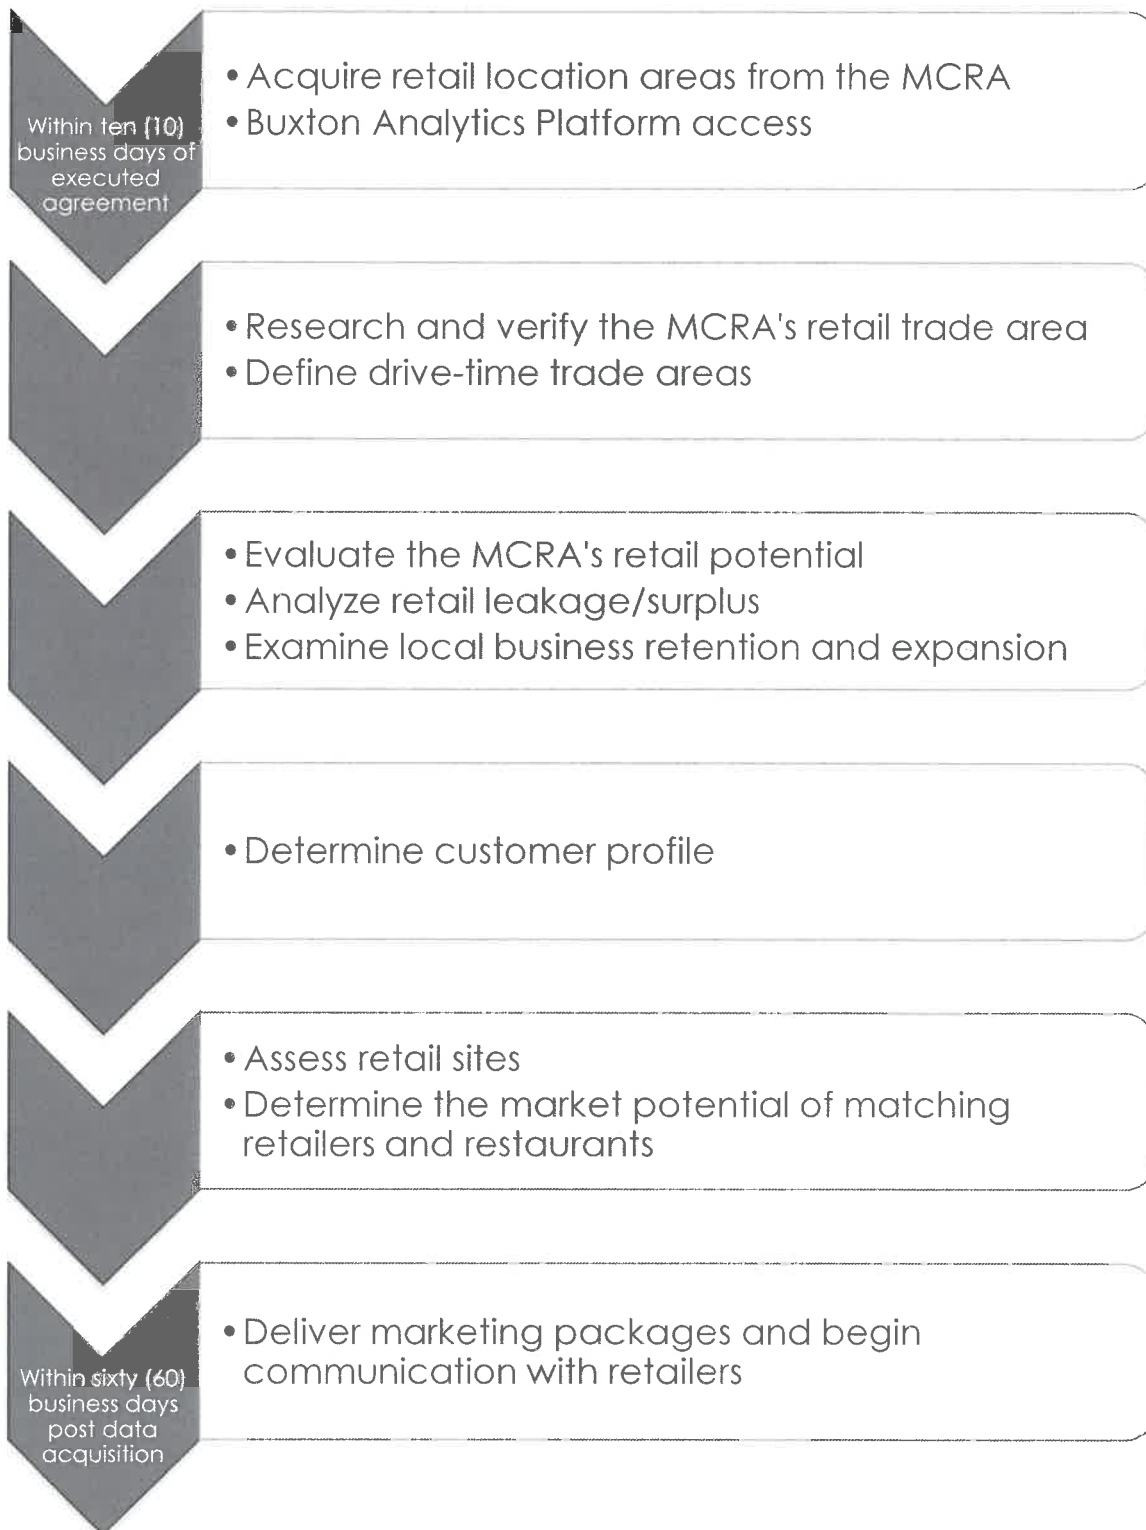 Within ten (10)
business days of
executed
agreement
• Acquire retail location areas from the MCRA
• Buxton Analytics Platform access
• Research and verify the MCRA's retail trade area
• Define drive-time trade areas
• Evaluate the MCRA's retail potential
• Analyze retail leakage/surplus
• Examine local business retention and expansion
• Determine customer profile
• Assess retail sites
• Determine the market potential of matching
retailers and restaurants
Within sixty (60)
business days
post data
acquisition
• Deliver marketing packages and begin
communication with retailers